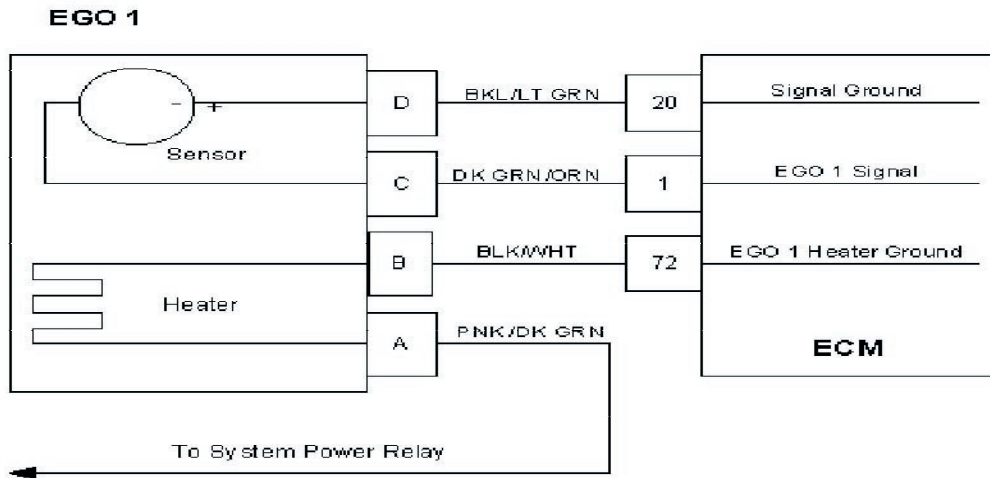 EGO 1
- +
Sensor
Heater
D
BKL/LT GRN
20
Signal Ground
C
DK GRN/ORN
1
EGO 1 Signal
B
BLK/WHT
72
EGO 1 Heater Ground
A
PNK/DK GRN
ECM
To System Power Relay